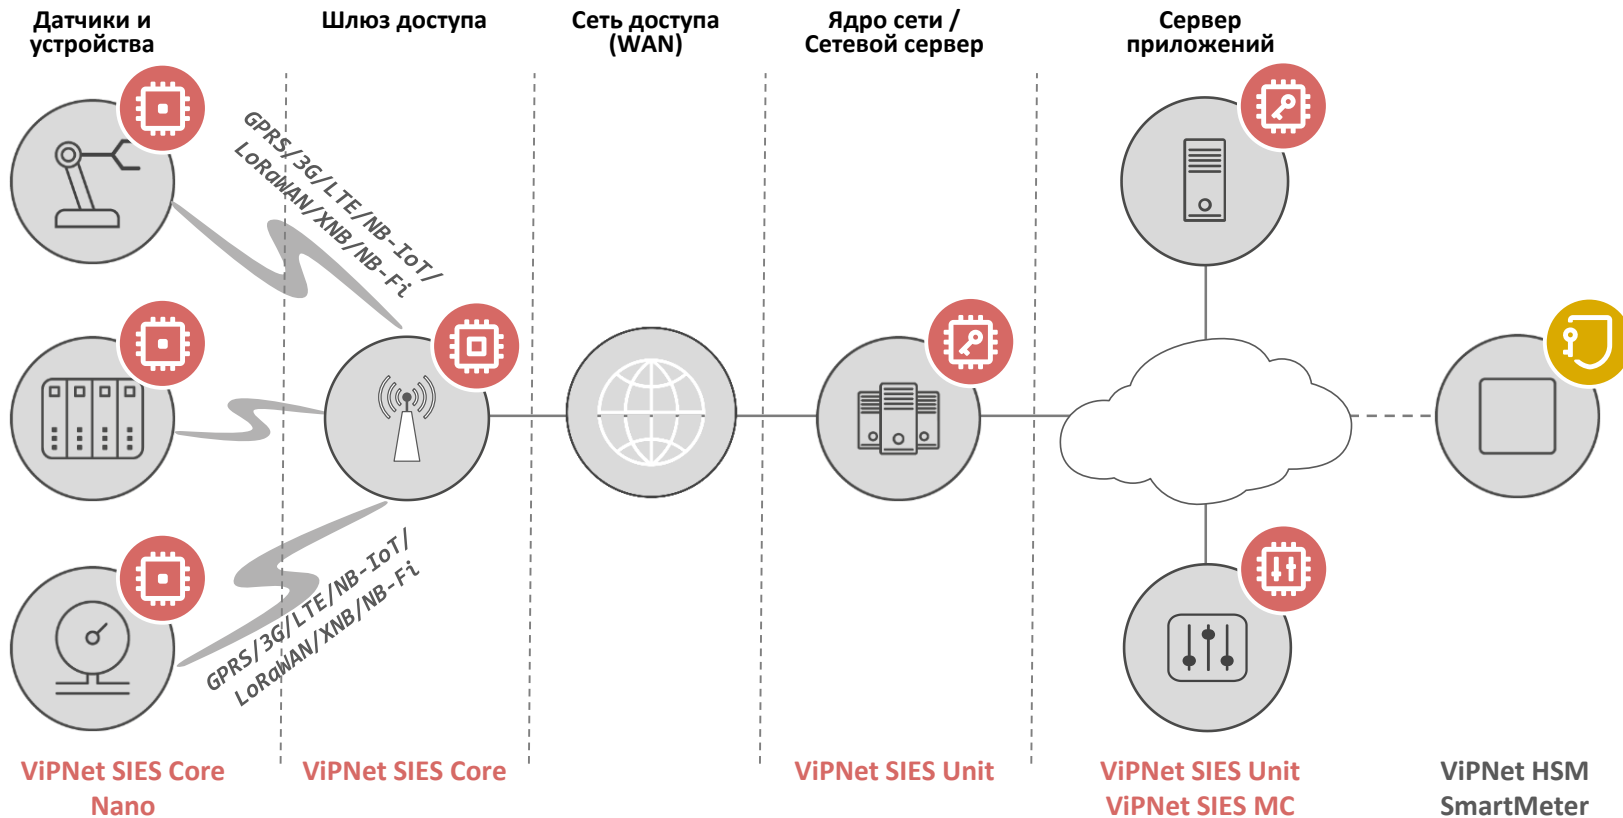 Датчики и
устройства
Шлюз доступа
Сеть доступа
(WAN)
Ядро сети /
Сетевой сервер
Сервер
приложений
GPRS/3G/LTE/NB-IoT/
LoRaWAN/XNB/NB-Fi
GPRS/3G/LTE/NB-IoT/
LoRaWAN/XNB/NB-Fi
ViPNet SIES Core
Nano
ViPNet SIES Core
ViPNet SIES Unit
ViPNet SIES Unit
ViPNet SIES MC
ViPNet HSM
SmartMeter